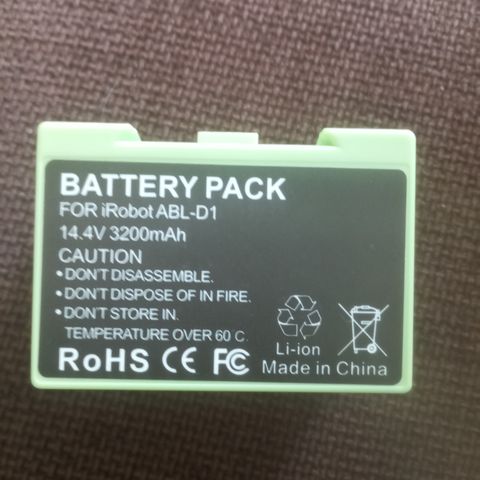 BATTERY PACK
FOR iRobot ABL-D1
14.4V 3200mAh
CAUTION
•DON'T DISASSEMBLE.
•DON'T DISPOSE OF IN FIRE.
•DON'T STORE IN.
TEMPERATURE OVER 60 C.
RoHS CE FC
Li-ion
Made in China